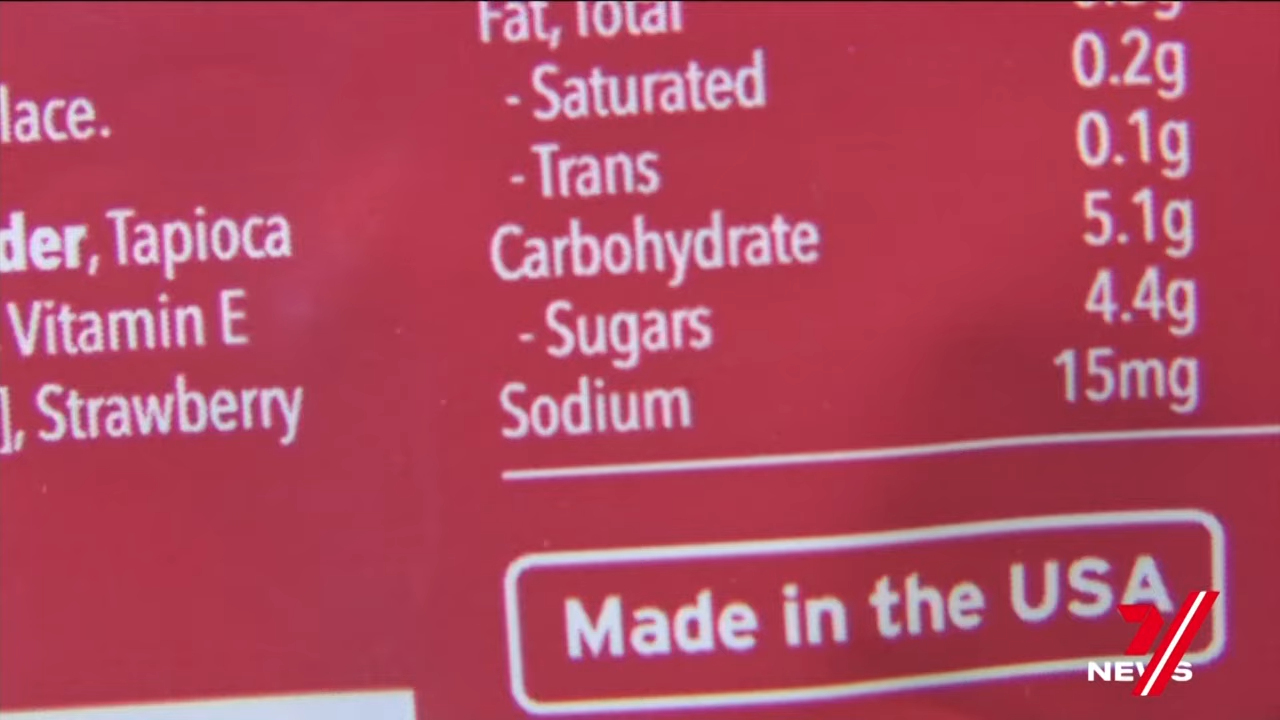 lace.
der, Tapioca
Vitamin E
], Strawberry
Fat, Total
- Saturated 0.2g
- Trans 0.1g
Carbohydrate 5.1g
- Sugars 4.4g
Sodium 15mg
Made in the USA
7NEWS